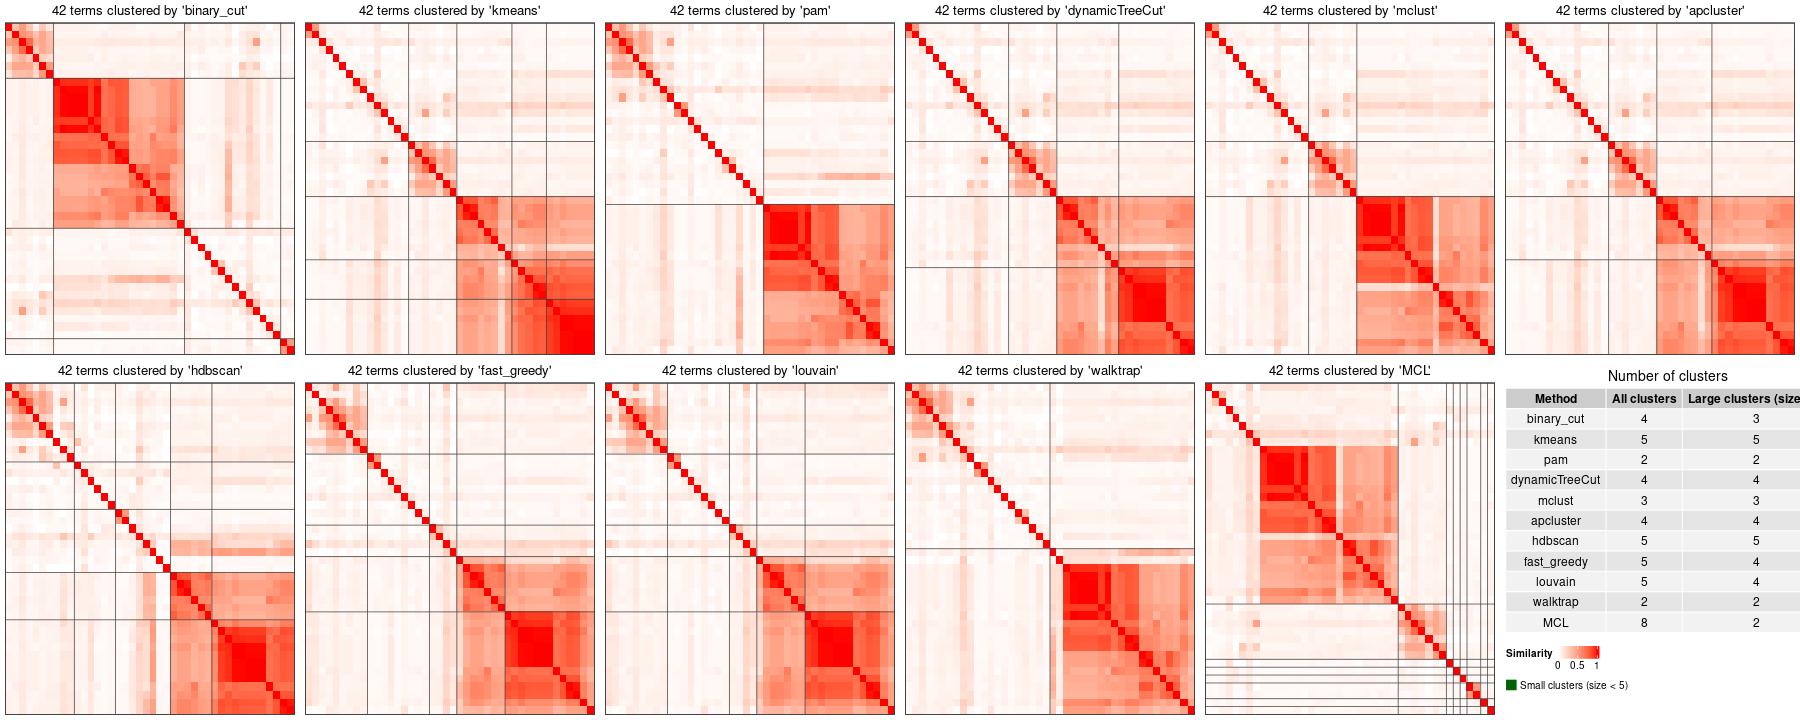 42 terms clustered by 'binary_cut'
42 terms clustered by 'kmeans'
42 terms clustered by 'pam'
42 terms clustered by 'dynamicTreeCut'
42 terms clustered by 'mclust'
42 terms clustered by 'apcluster'
42 terms clustered by 'hdbscan'
42 terms clustered by 'fast_greedy'
42 terms clustered by 'louvain'
42 terms clustered by 'walktrap'
42 terms clustered by 'MCL'
Number of clusters
Method All clusters Large clusters (size
binary_cut 4 3
kmeans 5 5
pam 2 2
dynamicTreeCut 4 4
mclust 3 3
apcluster 4 4
hdbscan 5 5
fast_greedy 5 4
louvain 5 4
walktrap 2 2
MCL 8 2
Similarity
0 0.5 1
Small clusters (size < 5)